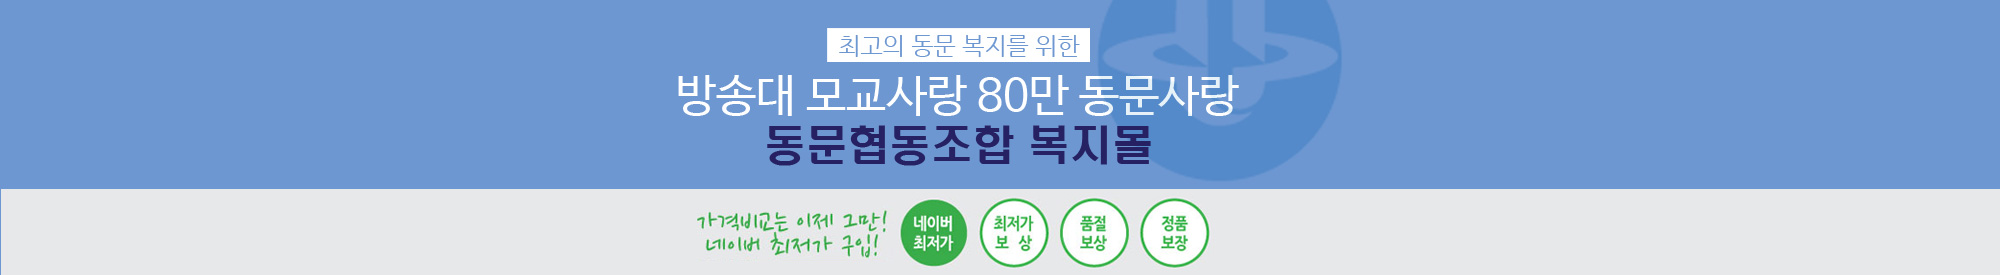 최고의 동문 복지를 위한
방송대 모교사랑 80만 동문사랑
동문협동조합 복지몰
가격비교는 이제 그만!
네이버 최저가 구입!
네이버
최저가
최저가
보 상
품절
보상
정품
보장